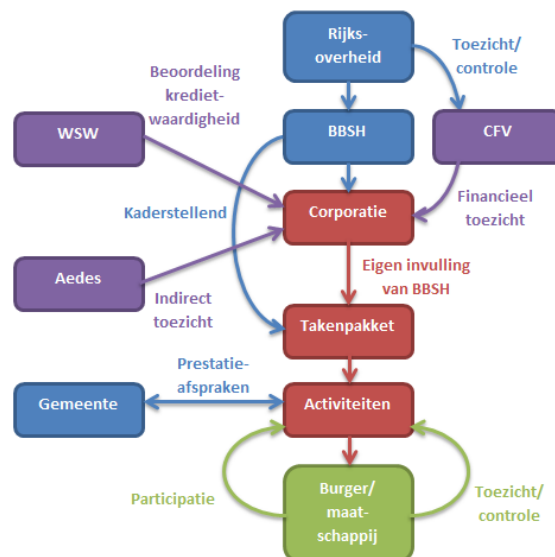 Rijks-
overheid
Toezicht/
controle
Beoordeling
krediet-
waardigheid
WSW
BBSH
CFV
Kaderstellend
Corporatie
Financieel
toezicht
Aedes
Indirect
toezicht
Eigen invulling
van BBSH
Takenpakket
Prestatie-
afspraken
Gemeente
Activiteiten
Participatie
Burger/
maat-
schappij
Toezicht/
controle